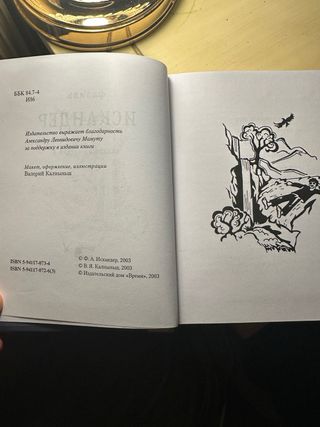 ББК 84.7-4
И86
Издательство выражает благодарность
Александру Леонидовичу Мамуту
за поддержку в издании книги
Макет, оформление, иллюстрации
Валерий Калныньш
ISBN 5-94117-073-4
ISBN 5-94117-072-6(3)
© Ф. А. Искандер, 2003
© В. Я. Калныньш, 2003
© Издательский дом «Время», 2003
ИСКАНДЕР